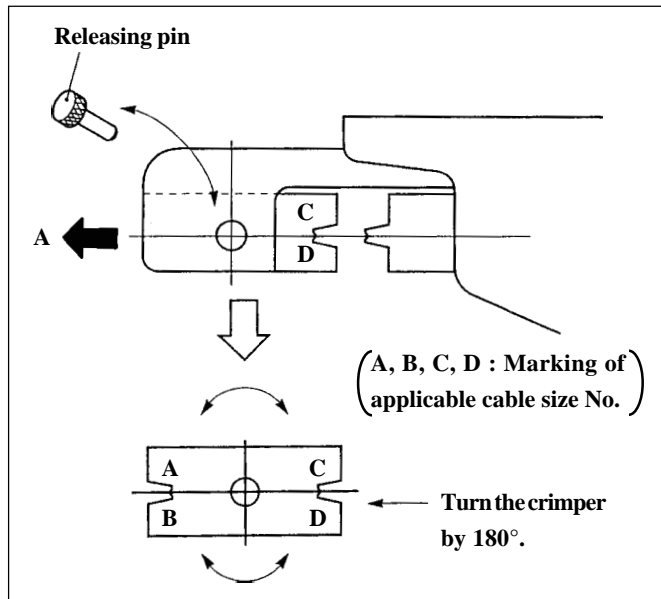 Releasing pin
C
A
D
A, B, C, D : Marking of
applicable cable size No.
A
C
B
D
Turn the crimper
by 180°.